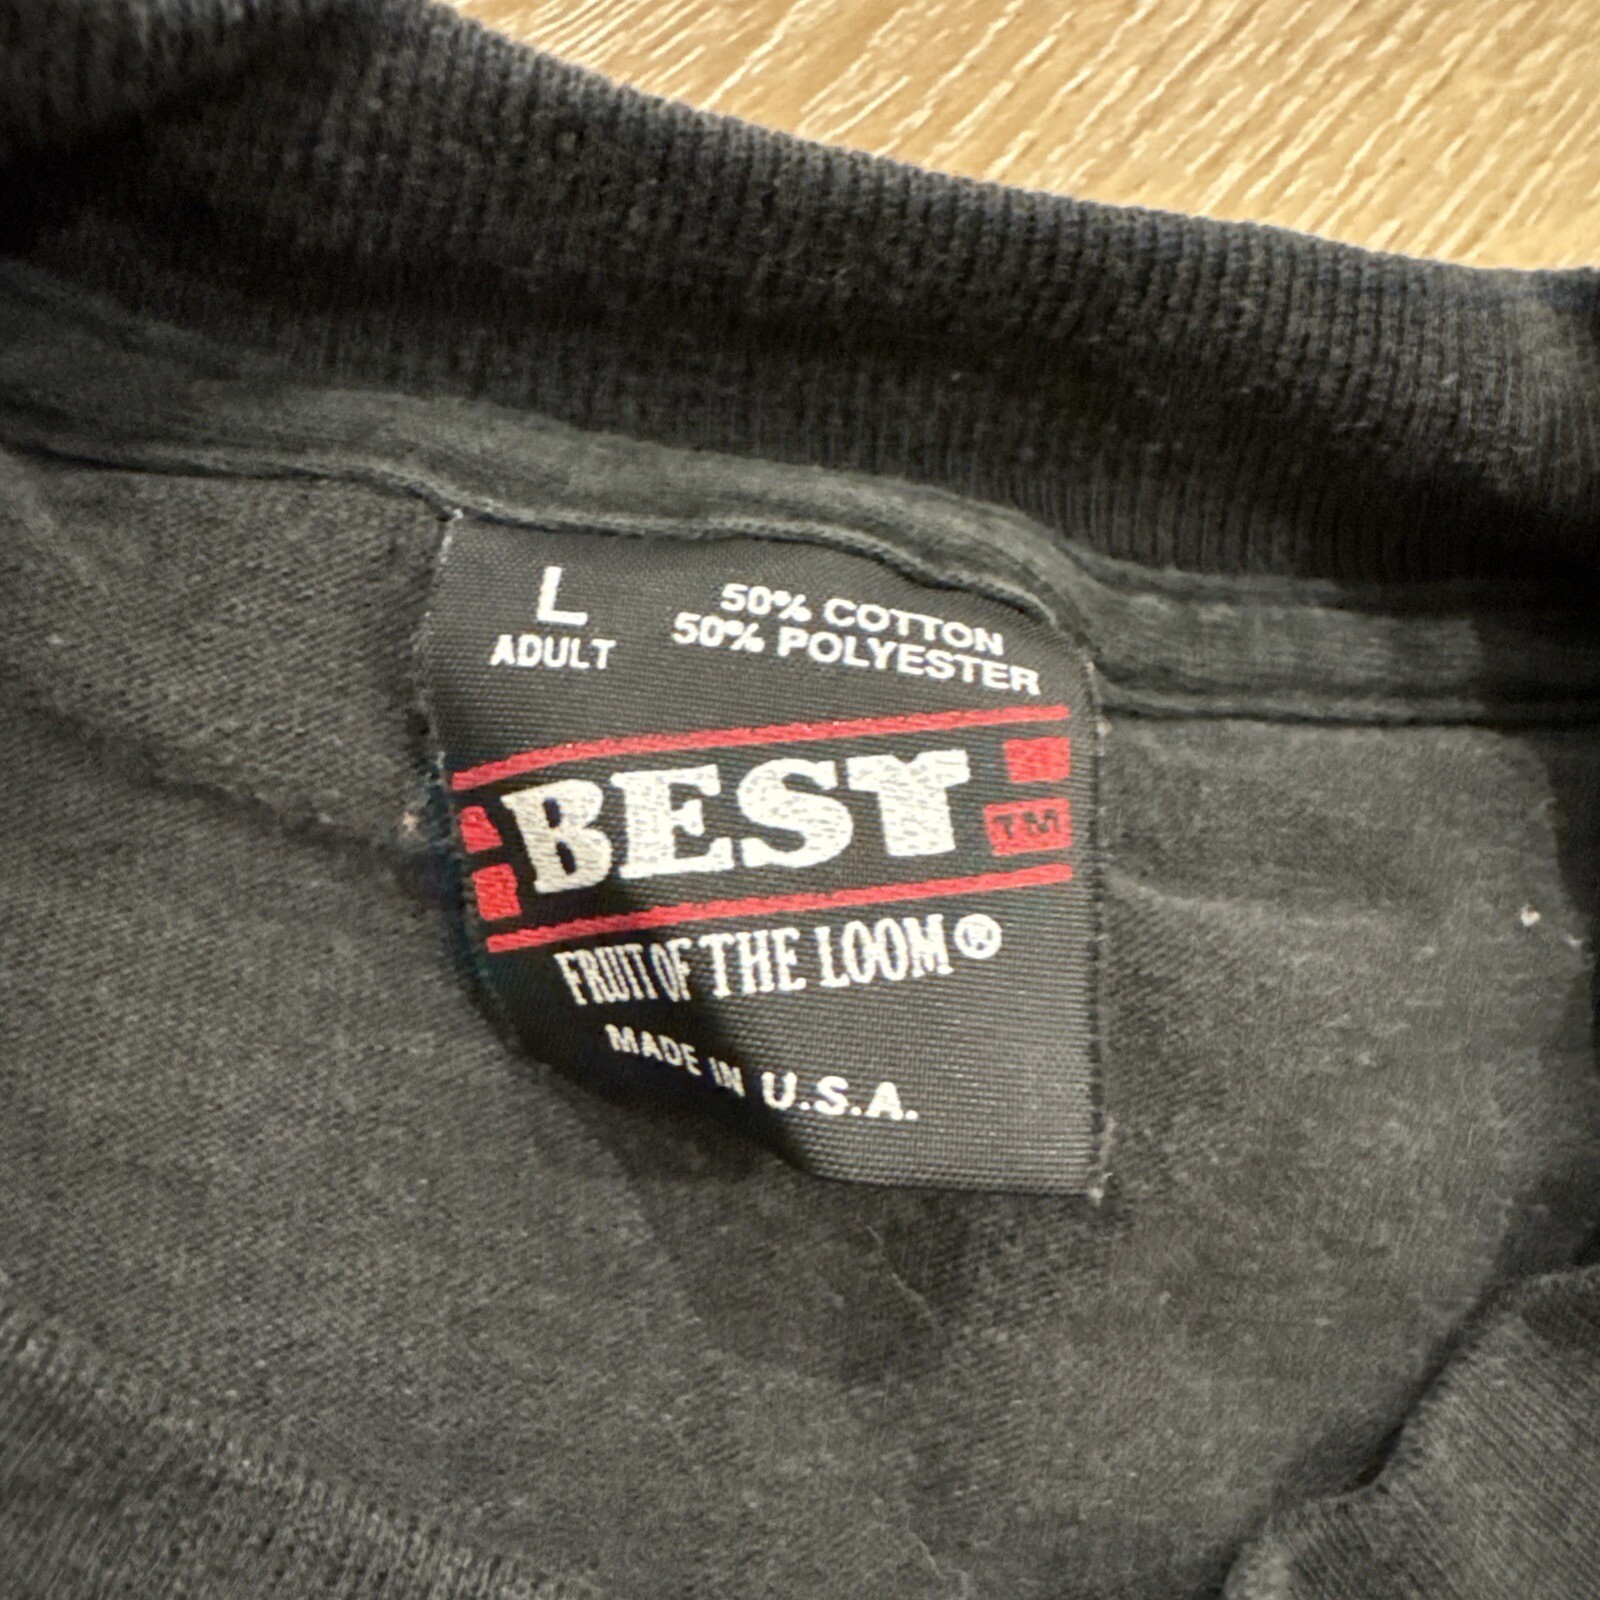 L
ADULT
50% COTTON
50% POLYESTER
BEST
TM
FRUIT OF THE LOOM®
MADE IN U.S.A.